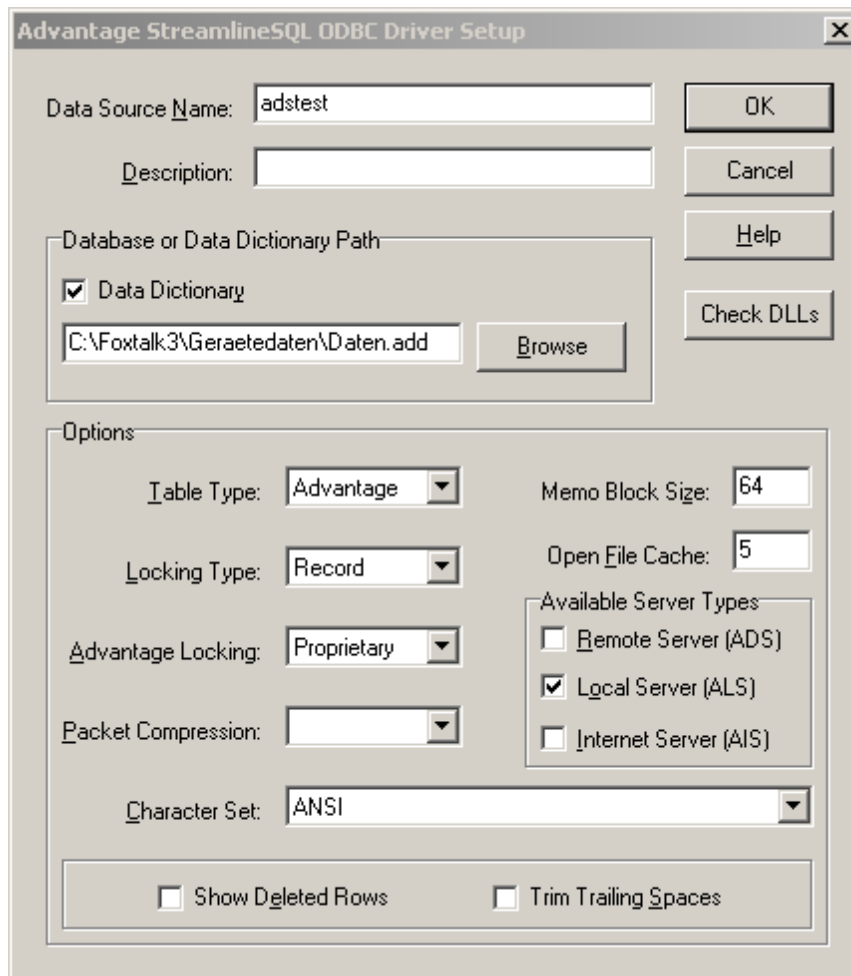 Advantage StreamlineSQL ODBC Driver Setup
Data Source Name: adstest
OK
Description:
Cancel
Help
Database or Data Dictionary Path
Data Dictionary
Check DLLs
C:\Foxtalk3\Geraetedaten\Daten.add
Browse
Options
Table Type: Advantage
Memo Block Size: 64
Locking Type: Record
Open File Cache: 5
Available Server Types
Advantage Locking: Proprietary
Remote Server (ADS)
Local Server (ALS)
Packet Compression:
Internet Server (AIS)
Character Set: ANSI
Show Deleted Rows
Trim Trailing Spaces